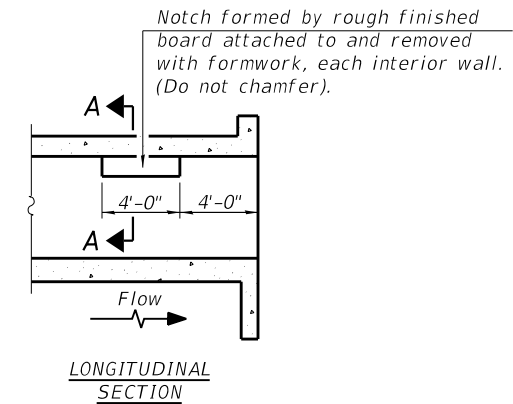 Notch formed by rough finished
board attached to and removed
with formwork, each interior wall.
(Do not chamfer).
A
4'-0" 4'-0"
A
Flow
LONGITUDINAL
SECTION